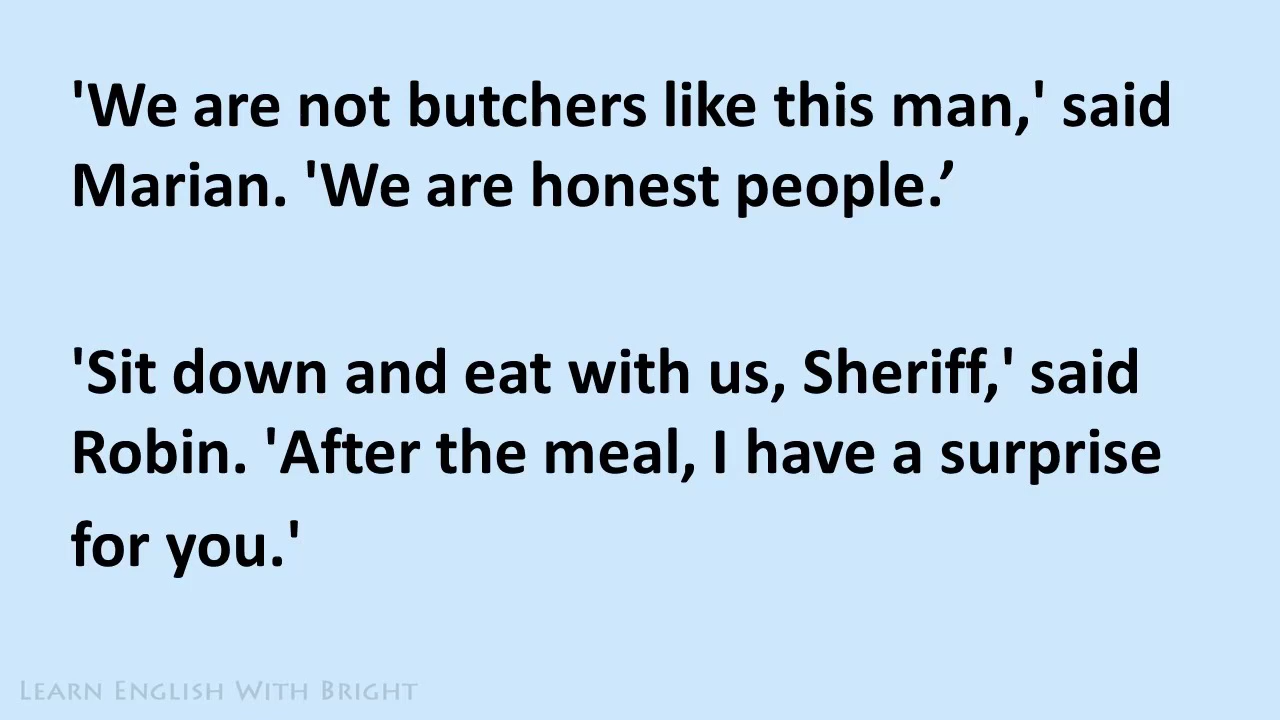 'We are not butchers like this man,' said
Marian. 'We are honest people.’
'Sit down and eat with us, Sheriff,' said
Robin. 'After the meal, I have a surprise
for you.'
Learn English With Bright